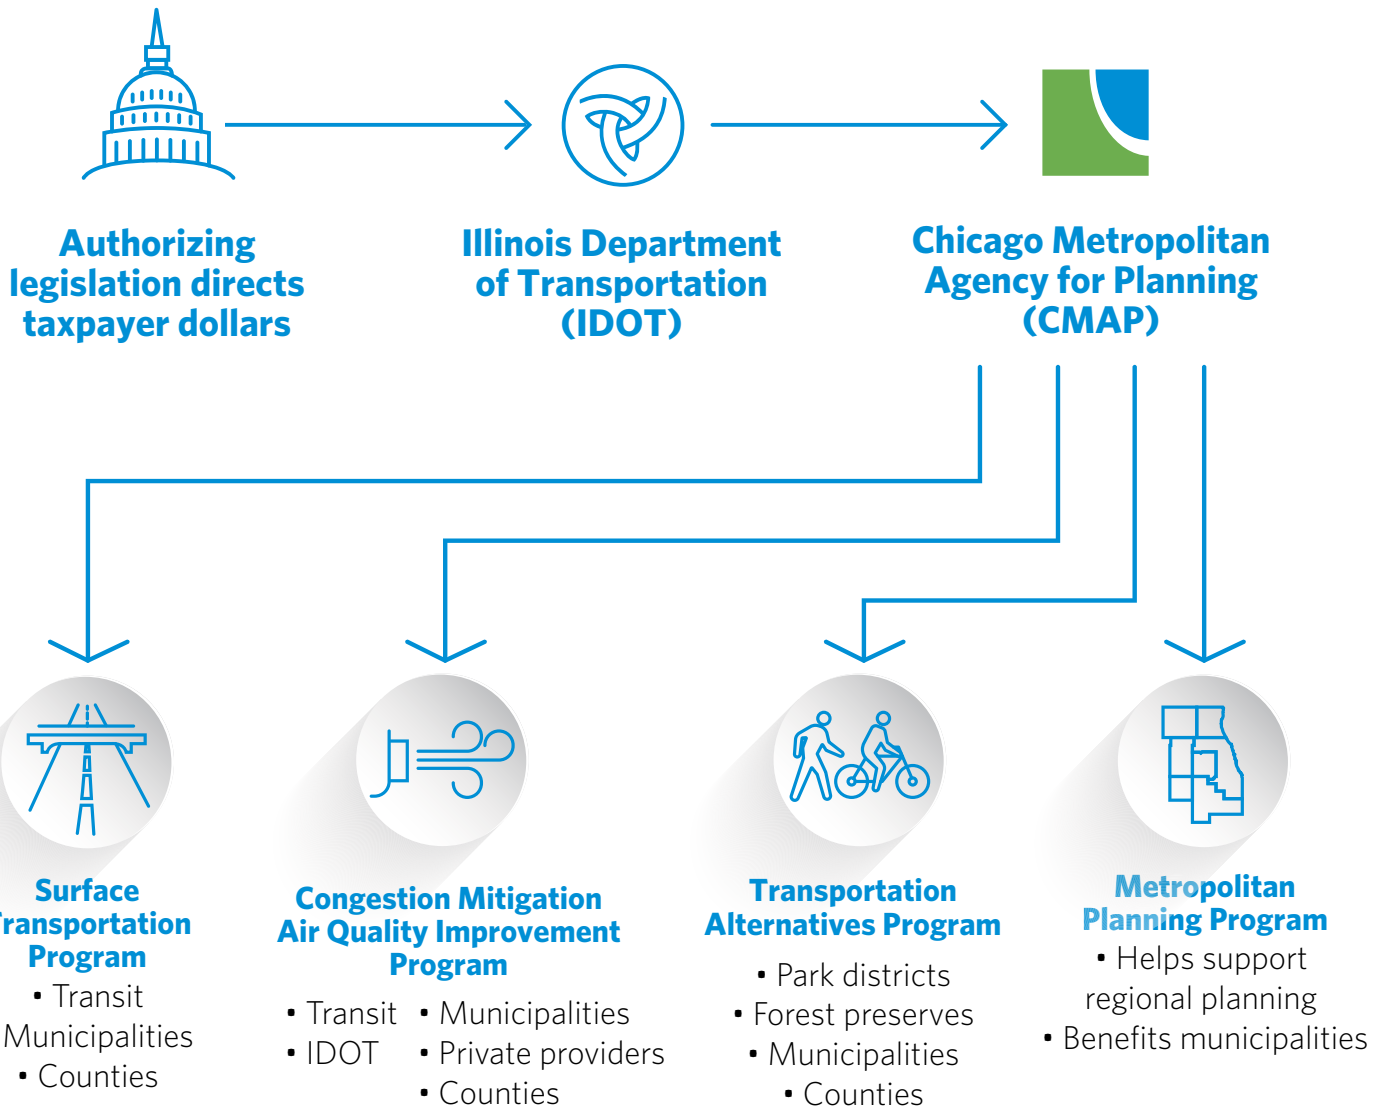 Authorizing
legislation directs
taxpayer dollars
Illinois Department
of Transportation
(IDOT)
Chicago Metropolitan
Agency for Planning
(CMAP)
Surface
Transportation
Program
• Transit
Municipalities
• Counties
Congestion Mitigation
Air Quality Improvement
Program
• Transit
• IDOT
• Municipalities
• Private providers
• Counties
Transportation
Alternatives Program
• Park districts
• Forest preserves
• Municipalities
• Counties
Metropolitan
Planning Program
• Helps support
regional planning
• Benefits municipalities